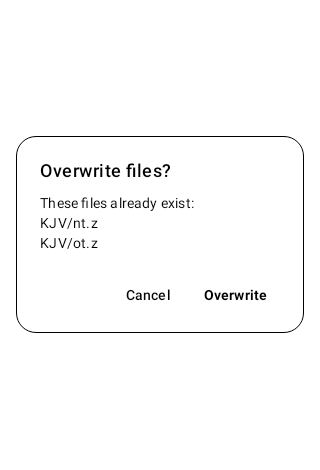 Overwrite files?
These files already exist:
KJV/nt.z
KJV/ot.z
Cancel Overwrite